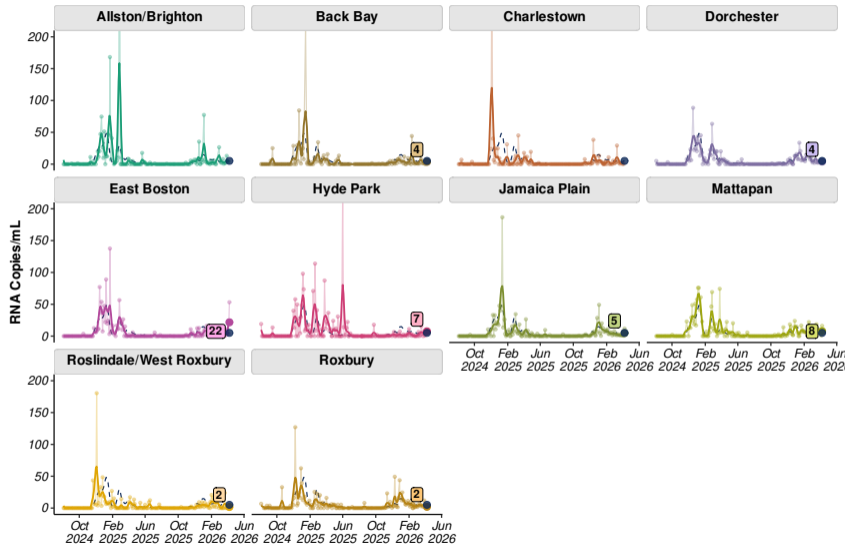 Allston/Brighton Back Bay Charlestown Dorchester
200
150
100
50
0
4
4
East Boston Hyde Park Jamaica Plain Mattapan
RNA Copies/mL
200
150
100
50
0
22
7
5
8
Oct 2024 Feb 2025 Jun 2025 Oct 2025 Feb 2026 Jun 2026
Oct 2024 Feb 2025 Jun 2025 Oct 2025 Feb 2026 Jun 2026
Roslindale/West Roxbury Roxbury
200
150
100
50
0
2
2
Oct 2024 Feb 2025 Jun 2025 Oct 2025 Feb 2026 Jun 2026
Oct 2024 Feb 2025 Jun 2025 Oct 2025 Feb 2026 Jun 2026